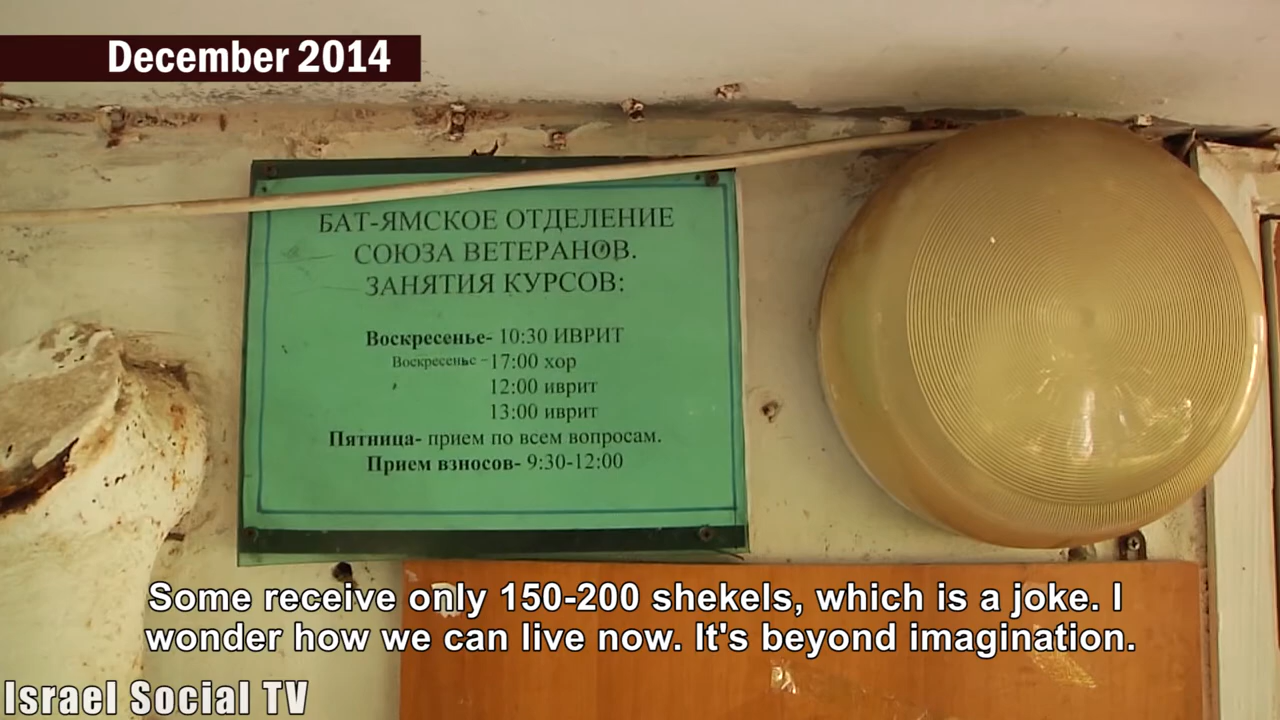 December 2014
БАТ-ЯМСКОЕ ОТДЕЛЕНИЕ
СОЮЗА ВЕТЕРАНОВ.
ЗАНЯТИЯ КУРСОВ:
Воскресенье- 10:30 ИВРИТ
Воскресенье -17:00 хор
12:00 иврит
13:00 иврит
Пятница- прием по всем вопросам.
Прием взносов- 9:30-12:00
Some receive only 150-200 shekels, which is a joke. I
wonder how we can live now. It's beyond imagination.
Israel Social TV